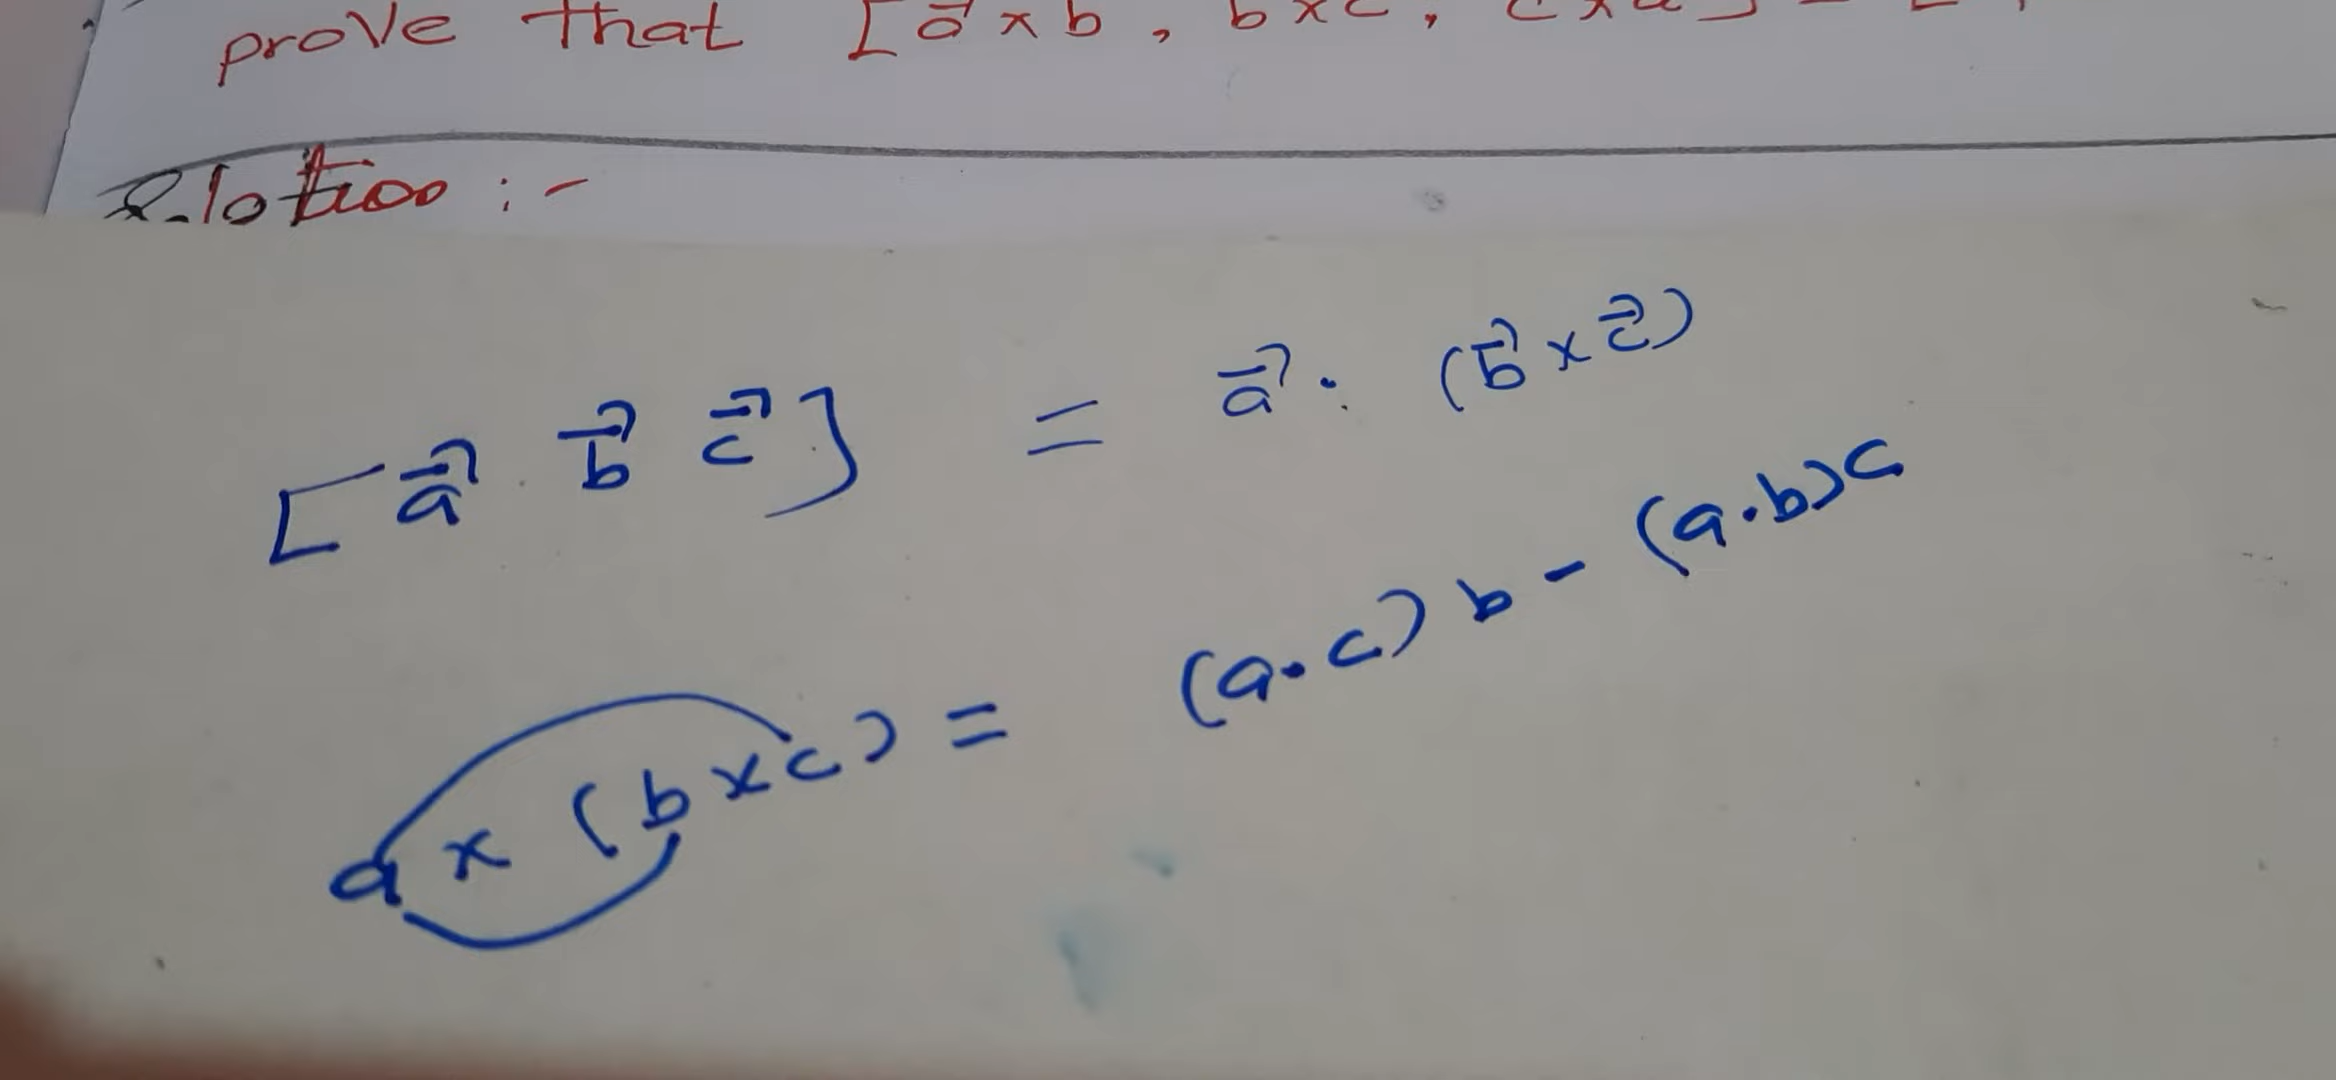 prove that [a⃗ × b, b × c, c × a] = [
Solution :-
[a⃗ b⃗ c⃗] = a⃗ · (b⃗ × c⃗)
a × (b × c) = (a · c) b - (a · b) c